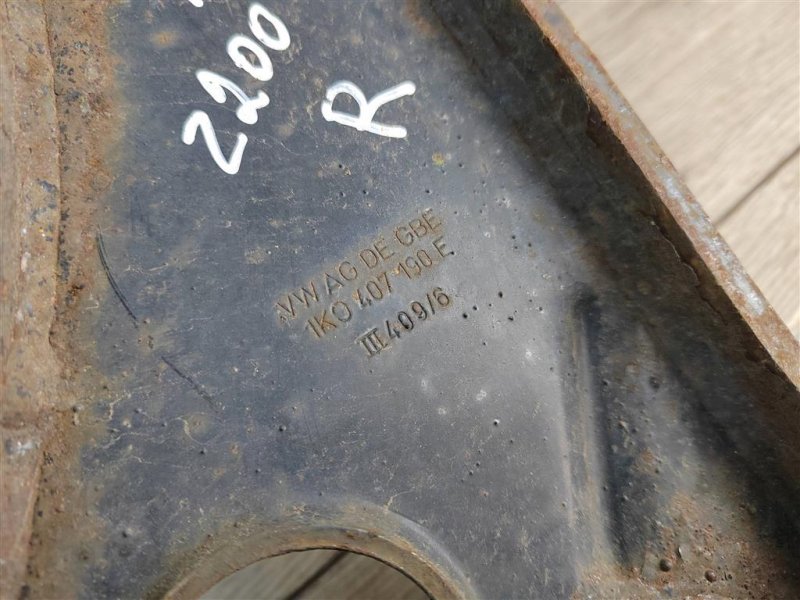 2200
R
VW AG DE GBE
1K0 407 190 E
III 409/6